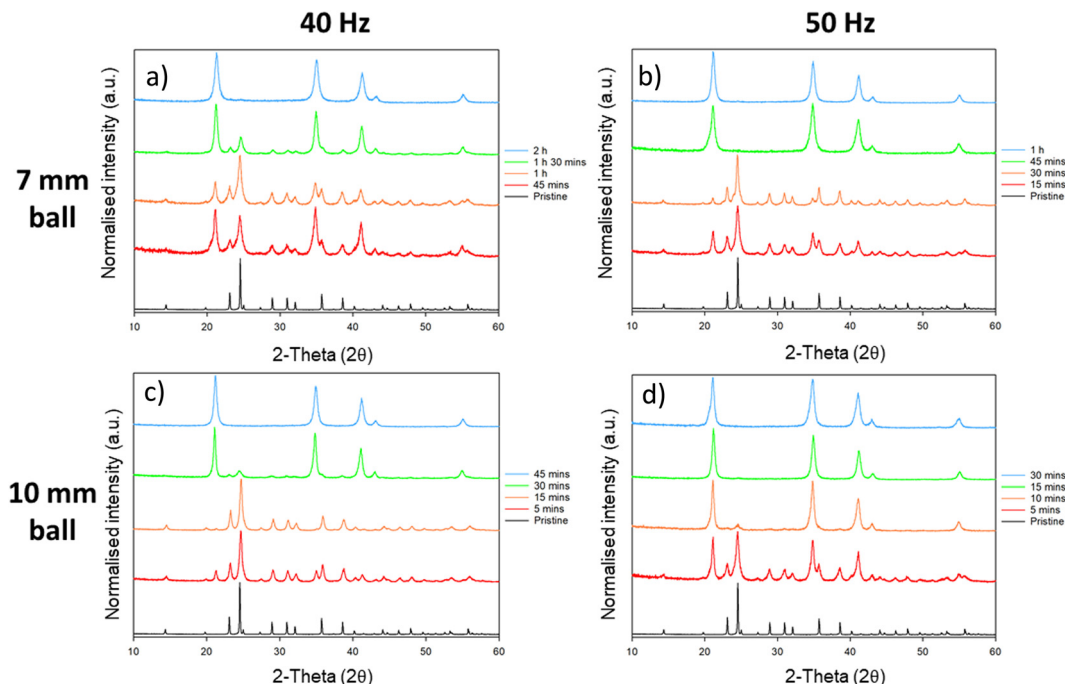 40 Hz
50 Hz
7 mm
ball
10 mm
ball
a)
Normalised intensity (a.u.)
2 h
1 h 30 mins
1 h
45 mins
Pristine
10 20 30 40 50 60
2-Theta (2θ)
b)
Normalised intensity (a.u.)
1 h
45 mins
30 mins
15 mins
Pristine
10 20 30 40 50 60
2-Theta (2θ)
c)
Normalised intensity (a.u.)
45 mins
30 mins
15 mins
5 mins
Pristine
10 20 30 40 50 60
2-Theta (2θ)
d)
Normalised intensity (a.u.)
30 mins
15 mins
10 mins
5 mins
Pristine
10 20 30 40 50 60
2-Theta (2θ)